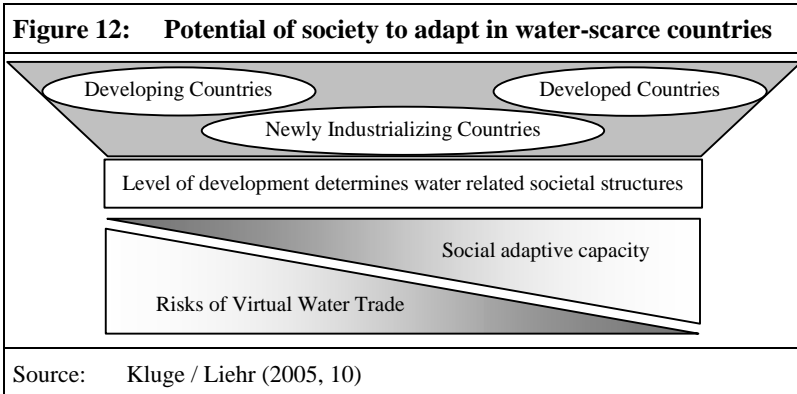 Figure 12: Potential of society to adapt in water-scarce countries
Developing Countries
Developed Countries
Newly Industrializing Countries
Level of development determines water related societal structures
Social adaptive capacity
Risks of Virtual Water Trade
Source: Kluge / Liehr (2005, 10)